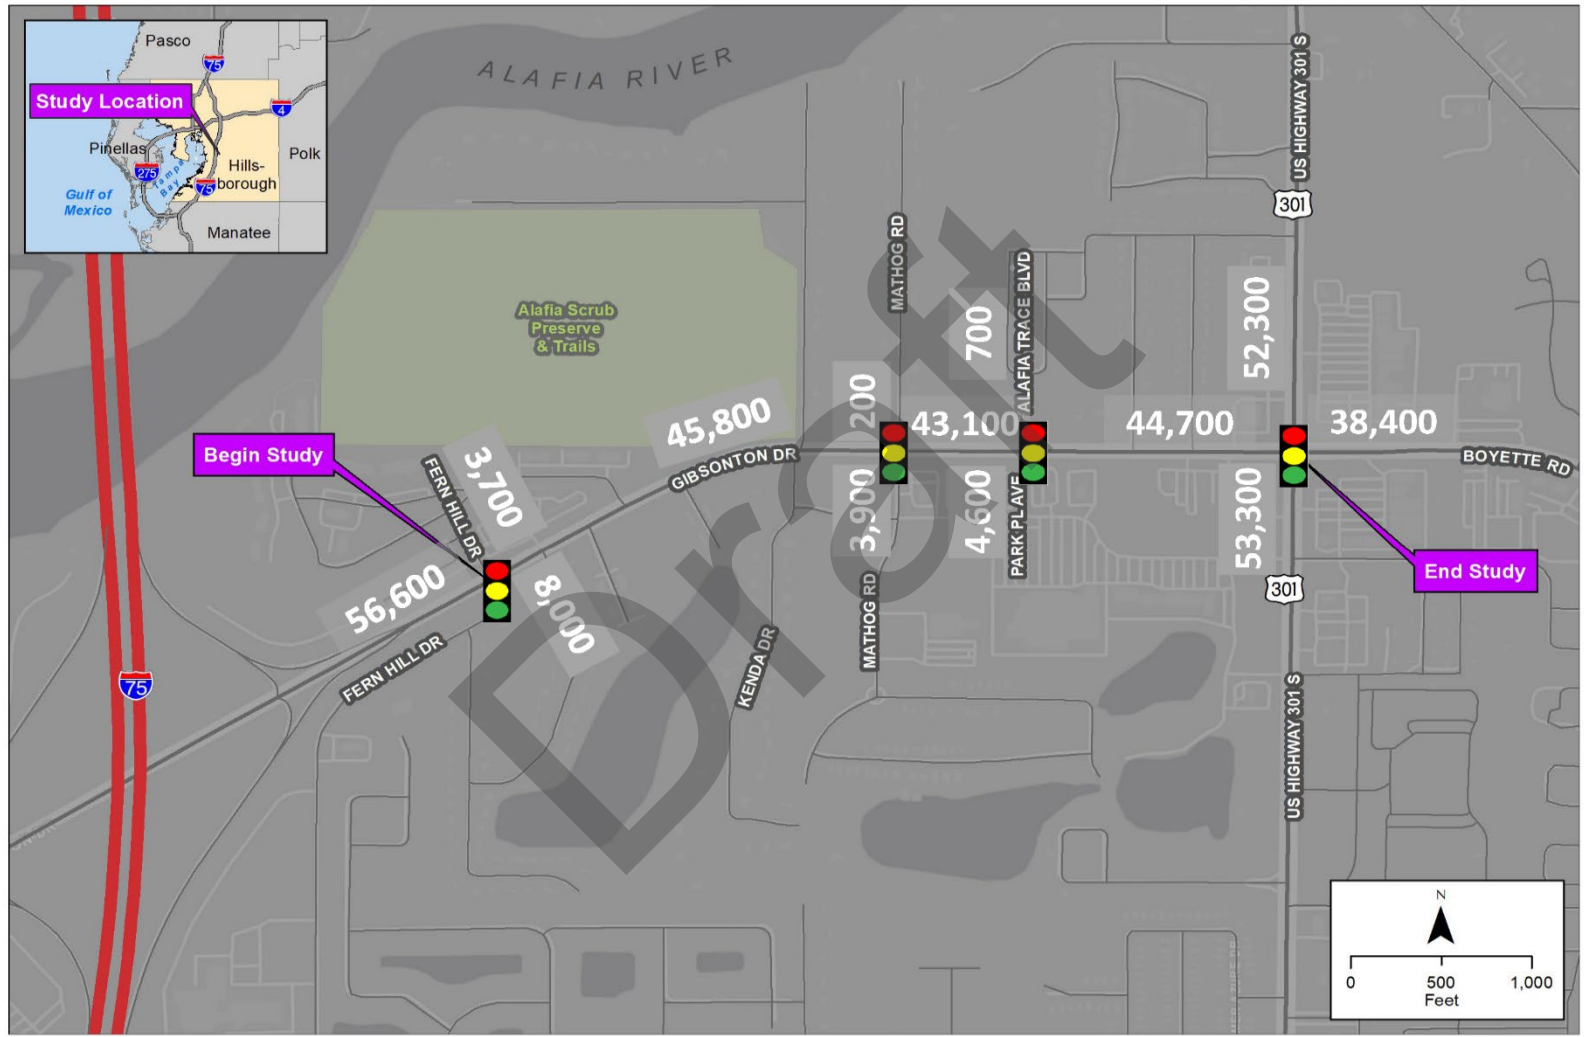 Pasco
75
Study Location
4
Pinellas
Polk
275
Tampa
Bay
Hills-
borough
75
Gulf of
Mexico
Manatee
ALAFIA RIVER
US HIGHWAY 301 S
301
MATHOG RD
ALAFIA TRACE BLVD
700
52,300
Alafia Scrub
Preserve
& Trails
200
45,800
43,100
44,700
38,400
Begin Study
FERN HILL DR
3,700
GIBSONTON DR
BOYETTE RD
3,900
4,600
PARK PL AVE
53,300
End Study
56,600
8,000
301
FERN HILL DR
MATHOG RD
KENDA DR
75
US HIGHWAY 301 S
Draft
N
0 500 1,000
Feet